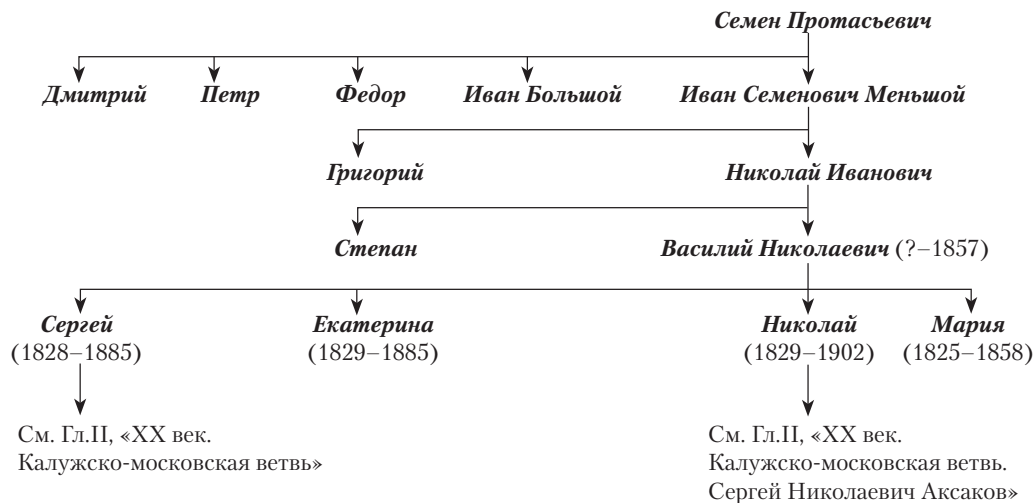 Семен Протасьевич
Дмитрий Петр Федор Иван Большой Иван Семенович Меньшой
Григорий Николай Иванович
Степан Василий Николаевич (?–1857)
Сергей Екатерина Николай Мария
(1828–1885) (1829–1885) (1829–1902) (1825–1858)
См. Гл.II, «XX век.
Калужско-московская ветвь»
См. Гл.II, «XX век.
Калужско-московская ветвь.
Сергей Николаевич Аксаков»